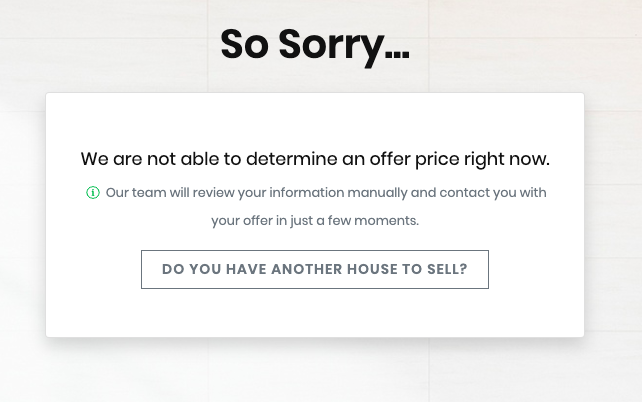 So Sorry...
We are not able to determine an offer price right now.
Our team will review your information manually and contact you with
your offer in just a few moments.
DO YOU HAVE ANOTHER HOUSE TO SELL?